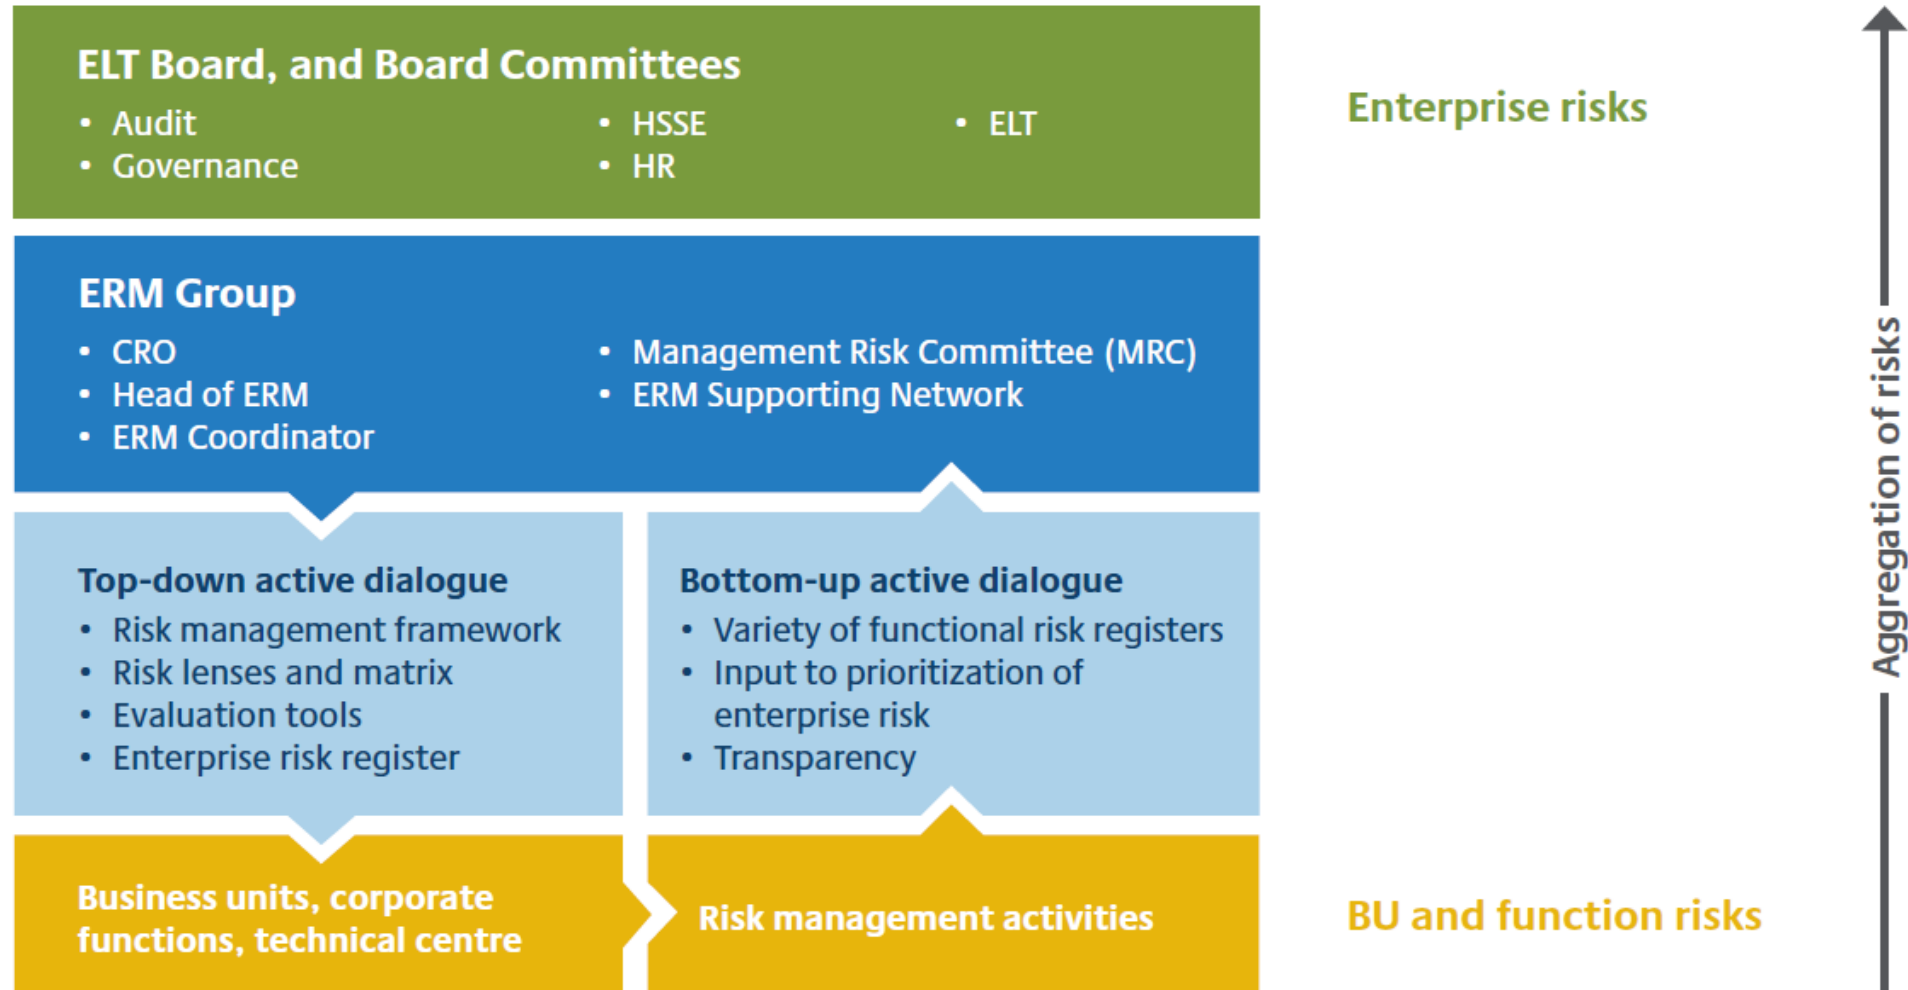 ELT Board, and Board Committees
• Audit
• Governance
• HSSE
• HR
• ELT
Enterprise risks
ERM Group
• CRO
• Head of ERM
• ERM Coordinator
• Management Risk Committee (MRC)
• ERM Supporting Network
Top-down active dialogue
• Risk management framework
• Risk lenses and matrix
• Evaluation tools
• Enterprise risk register
Bottom-up active dialogue
• Variety of functional risk registers
• Input to prioritization of
enterprise risk
• Transparency
Business units, corporate
functions, technical centre
Risk management activities
BU and function risks
Aggregation of risks